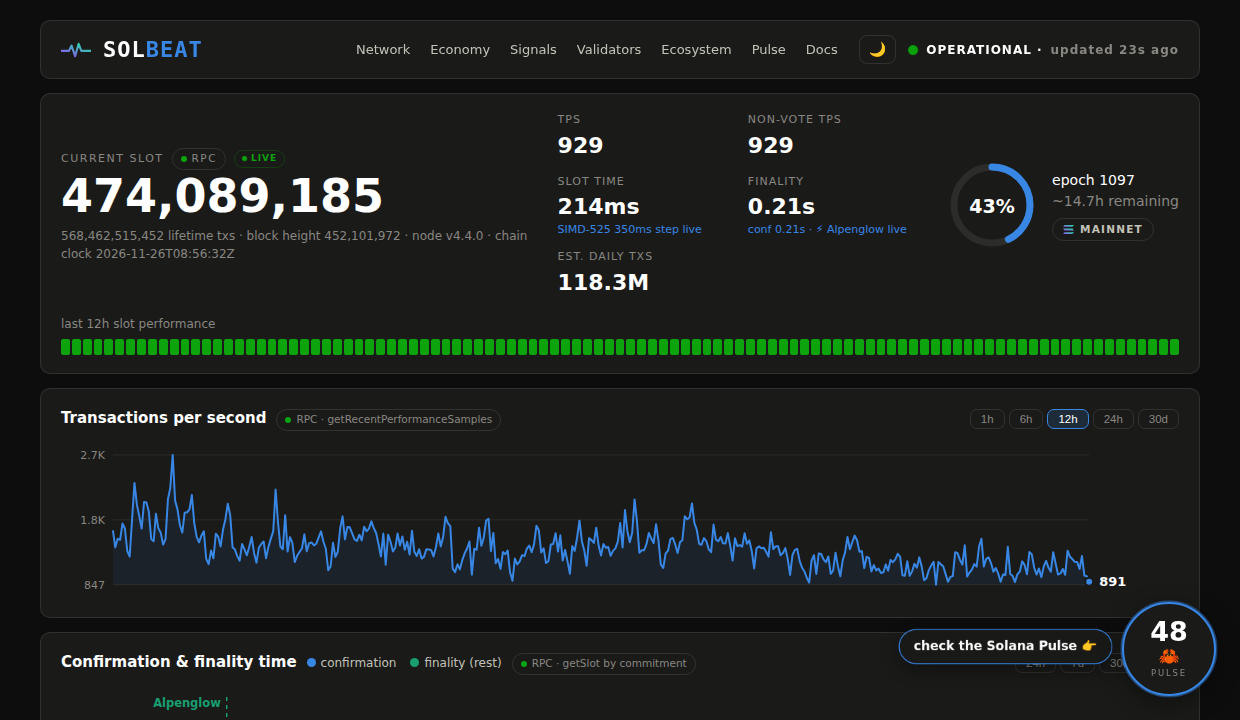 SOLBEAT
Network Economy Signals Validators Ecosystem Pulse Docs
OPERATIONAL · updated 23s ago
CURRENT SLOT RPC LIVE
474,089,185
568,462,515,452 lifetime txs · block height 452,101,972 · node v4.4.0 · chain
clock 2026-11-26T08:56:32Z
TPS
929
NON-VOTE TPS
929
SLOT TIME
214ms
SIMD-525 350ms step live
FINALITY
0.21s
conf 0.21s · ⚡ Alpenglow live
EST. DAILY TXS
118.3M
43%
epoch 1097
~14.7h remaining
MAINNET
last 12h slot performance
Transactions per second RPC · getRecentPerformanceSamples
1h 6h 12h 24h 30d
2.7K
1.8K
847
891
Confirmation & finality time confirmation finality (rest) RPC · getSlot by commitment
24h 7d
Alpenglow
check the Solana Pulse 👉
48
PULSE